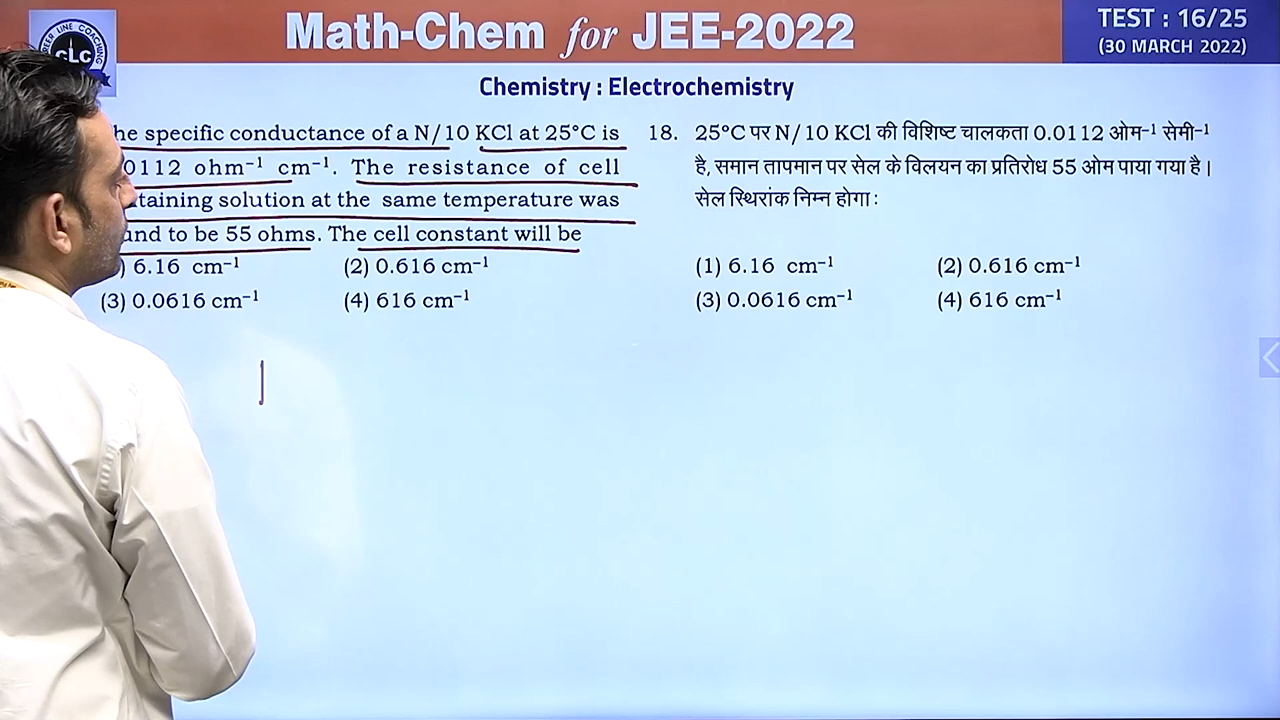 Math-Chem for JEE-2022
TEST : 16/25
(30 MARCH 2022)
CLC
Chemistry : Electrochemistry
he specific conductance of a N/10 KCl at 25°C is
0112 ohm⁻¹ cm⁻¹. The resistance of cell
taining solution at the same temperature was
und to be 55 ohms. The cell constant will be
) 6.16 cm⁻¹ (2) 0.616 cm⁻¹
(3) 0.0616 cm⁻¹ (4) 616 cm⁻¹
18. 25°C पर N/10 KCl की विशिष्ट चालकता 0.0112 ओम⁻¹ सेमी⁻¹
है, समान तापमान पर सेल के विलयन का प्रतिरोध 55 ओम पाया गया है।
सेल स्थिरांक निम्न होगा :
(1) 6.16 cm⁻¹ (2) 0.616 cm⁻¹
(3) 0.0616 cm⁻¹ (4) 616 cm⁻¹